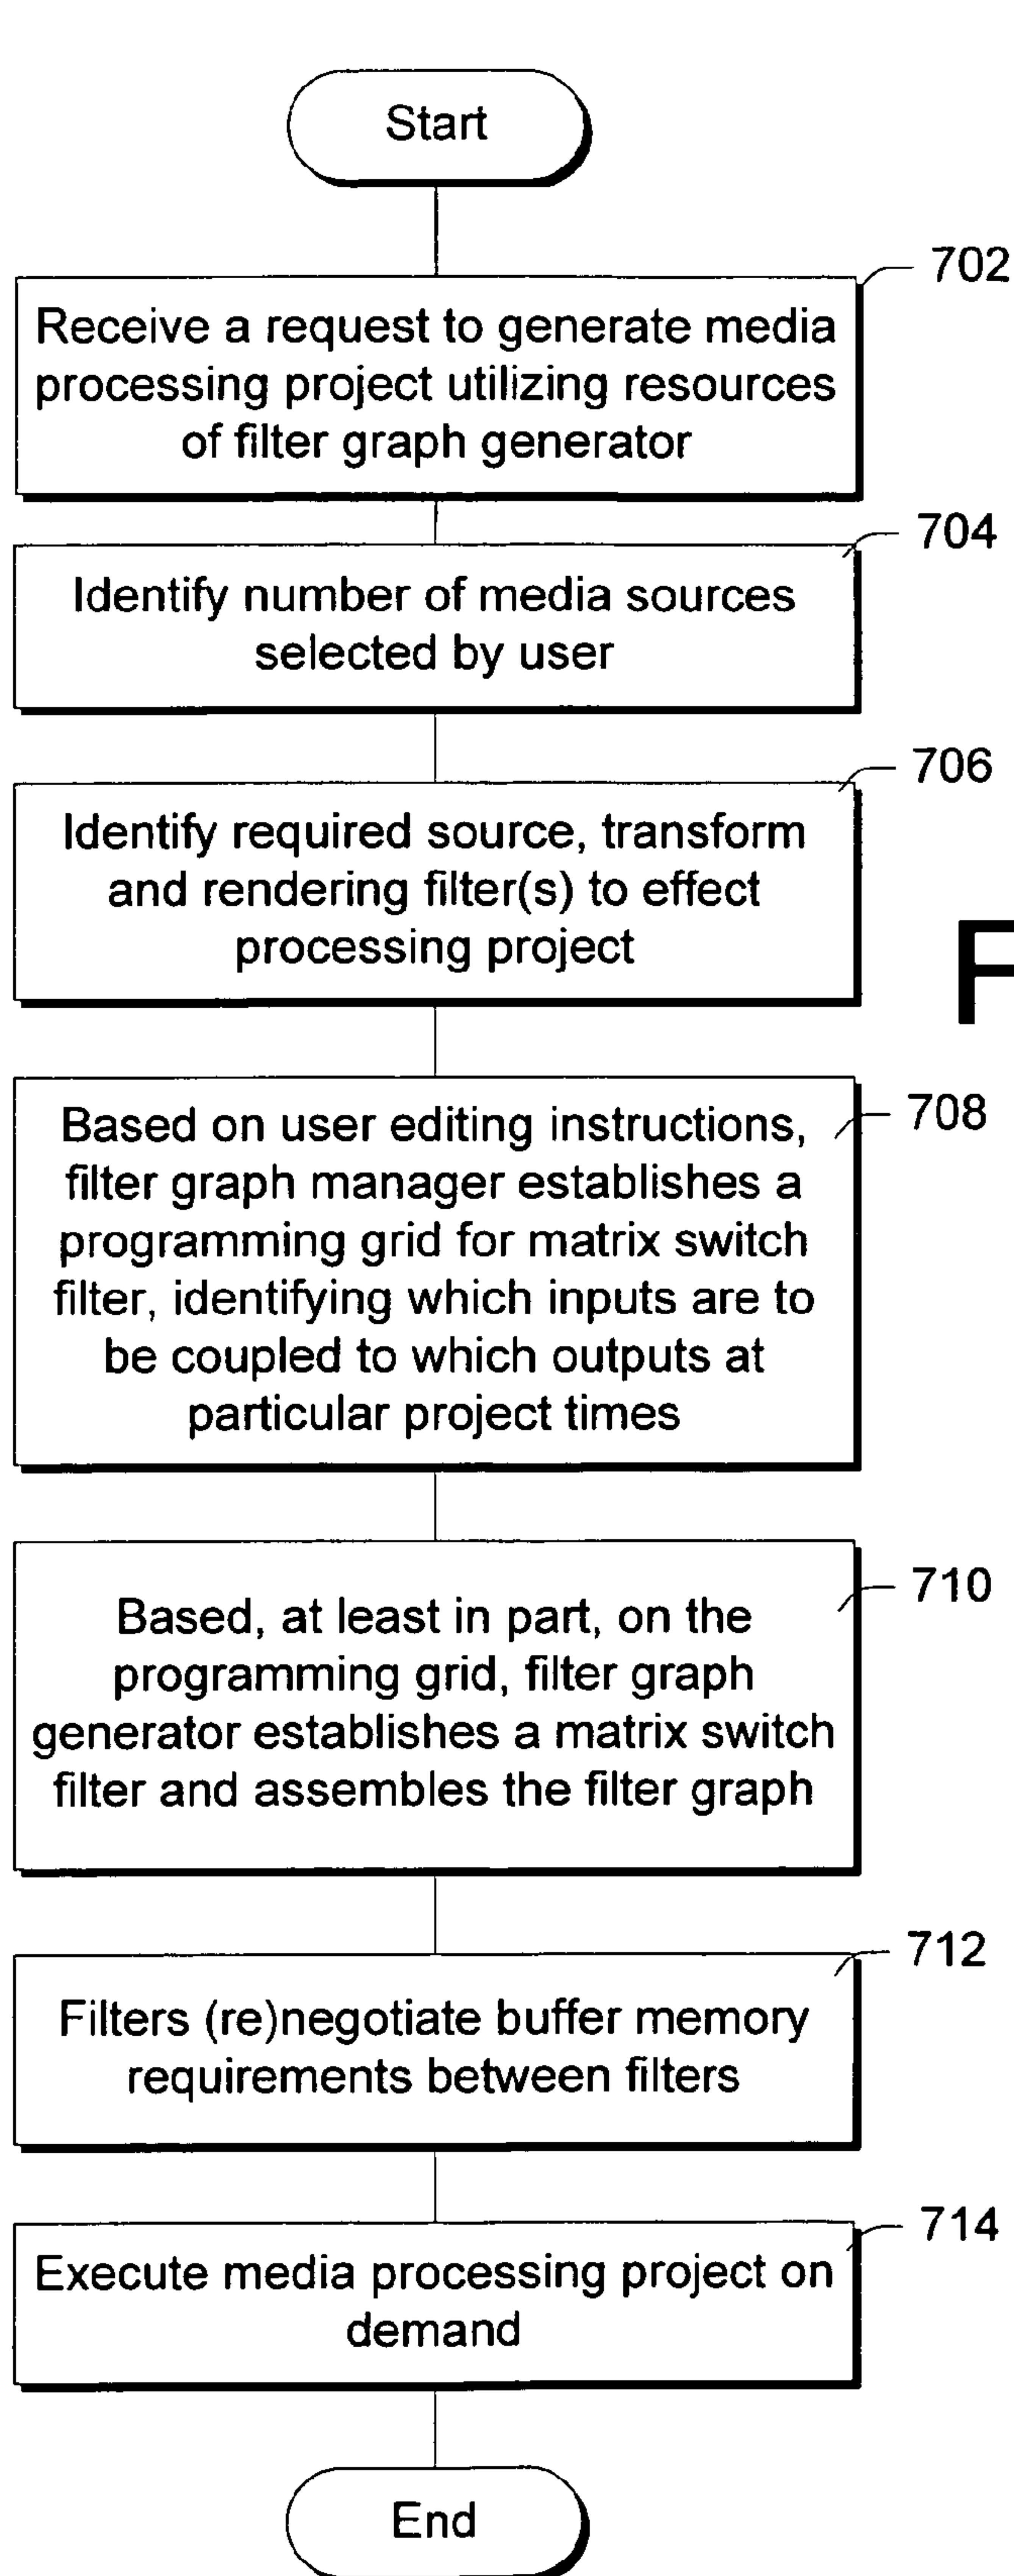 Start
702
Receive a request to generate media
processing project utilizing resources
of filter graph generator
704
Identify number of media sources
selected by user
706
Identify required source, transform
and rendering filter(s) to effect
processing project
F
708
Based on user editing instructions,
filter graph manager establishes a
programming grid for matrix switch
filter, identifying which inputs are to
be coupled to which outputs at
particular project times
710
Based, at least in part, on the
programming grid, filter graph
generator establishes a matrix switch
filter and assembles the filter graph
712
Filters (re)negotiate buffer memory
requirements between filters
714
Execute media processing project on
demand
End